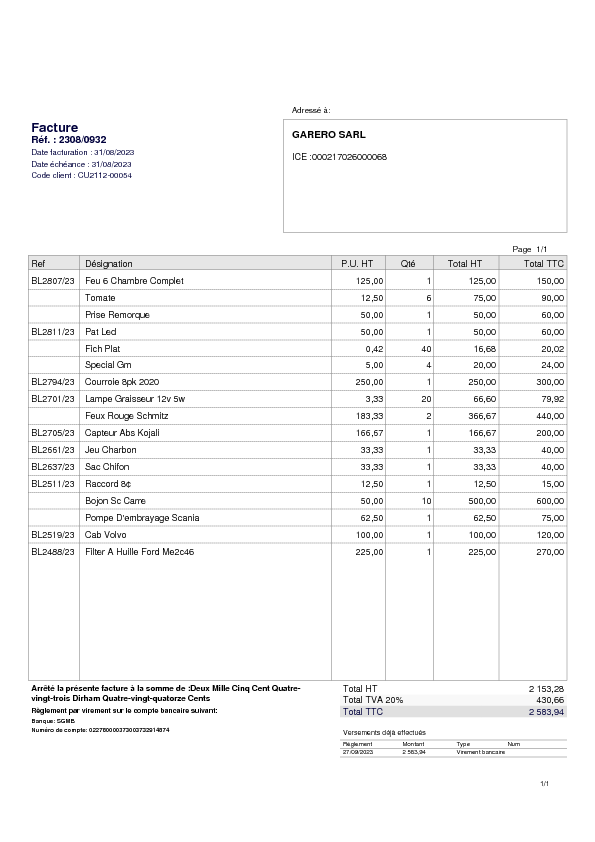 Adressé à:
Facture
Réf. : 2308/0932
Date facturation : 31/08/2023
Date échéance : 31/08/2023
Code client : CU2112-00054
GARERO SARL
ICE :000217026000068
Page 1/1
Ref Désignation P.U. HT Qté Total HT Total TTC
BL2807/23 Feu 6 Chambre Complet 125,00 1 125,00 150,00
Tomate 12,50 6 75,00 90,00
Prise Remorque 50,00 1 50,00 60,00
BL2811/23 Pat Led 50,00 1 50,00 60,00
Fich Plat 0,42 40 16,68 20,02
Special Gm 5,00 4 20,00 24,00
BL2794/23 Courroie 8pk 2020 250,00 1 250,00 300,00
BL2701/23 Lampe Graisseur 12v 5w 3,33 20 66,60 79,92
Feux Rouge Schmitz 183,33 2 366,67 440,00
BL2705/23 Capteur Abs Kojali 166,67 1 166,67 200,00
BL2661/23 Jeu Charbon 33,33 1 33,33 40,00
BL2637/23 Sac Chifon 33,33 1 33,33 40,00
BL2511/23 Raccord 8¢ 12,50 1 12,50 15,00
Bojon Sc Carre 50,00 10 500,00 600,00
Pompe D'embrayage Scania 62,50 1 62,50 75,00
BL2519/23 Cab Volvo 100,00 1 100,00 120,00
BL2488/23 Filter A Huille Ford Me2c46 225,00 1 225,00 270,00
Arrêté la présente facture à la somme de :Deux Mille Cinq Cent Quatre-
vingt-trois Dirham Quatre-vingt-quatorze Cents
Règlement par virement sur le compte bancaire suivant:
Banque: SGMB
Numéro de compte: 022780000373003732914874
Total HT 2 153,28
Total TVA 20% 430,66
Total TTC 2 583,94
Versements déjà effectués
Règlement Montant Type Num
27/09/2023 2 583,94 Virement bancaire
1/1